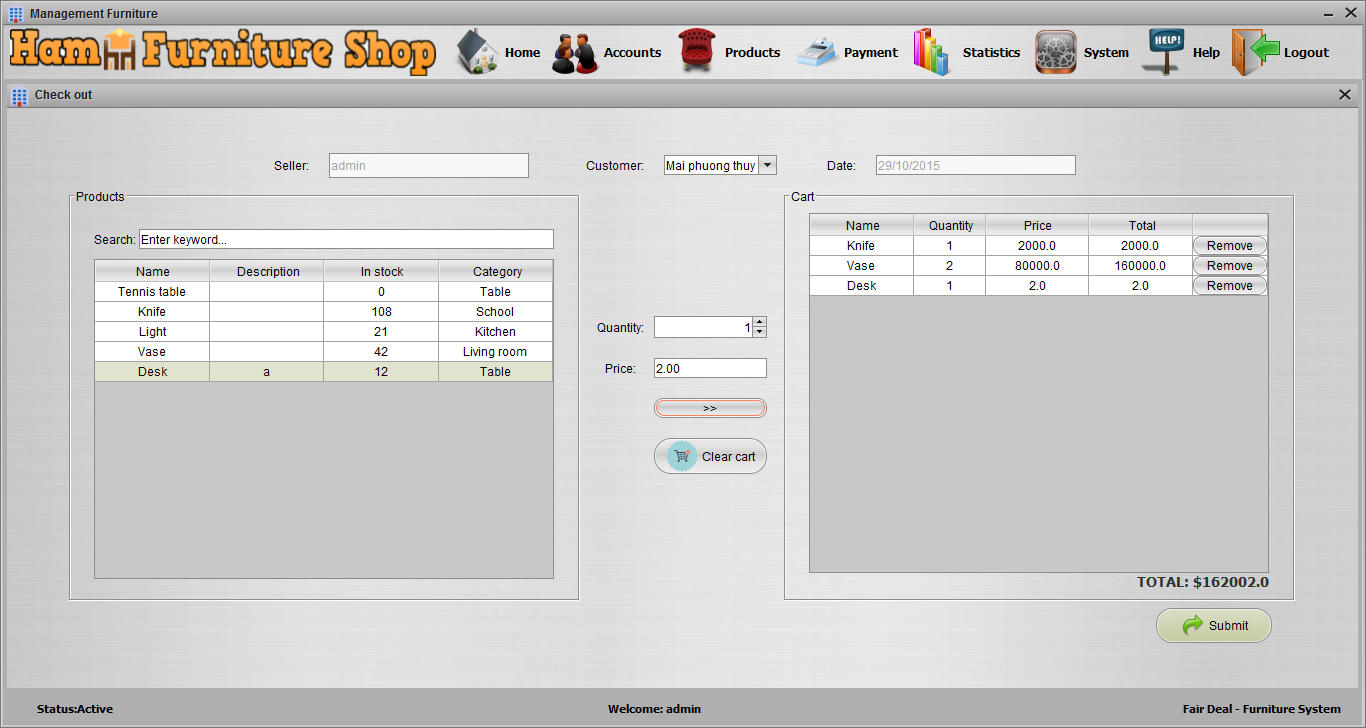 Management Furniture
Ham Furniture Shop Home Accounts Products Payment Statistics System HELP! Help Logout
Check out
Seller: admin Customer: Mai phuong thuy Date: 29/10/2015
Products
Search: Enter keyword...
Name Description In stock Category
Tennis table 0 Table
Knife 108 School
Light 21 Kitchen
Vase 42 Living room
Desk a 12 Table
Quantity: 1
Price: 2.00
>>
Clear cart
Cart
Name Quantity Price Total
Knife 1 2000.0 2000.0 Remove
Vase 2 80000.0 160000.0 Remove
Desk 1 2.0 2.0 Remove
TOTAL: $162002.0
Submit
Status:Active Welcome: admin Fair Deal - Furniture System